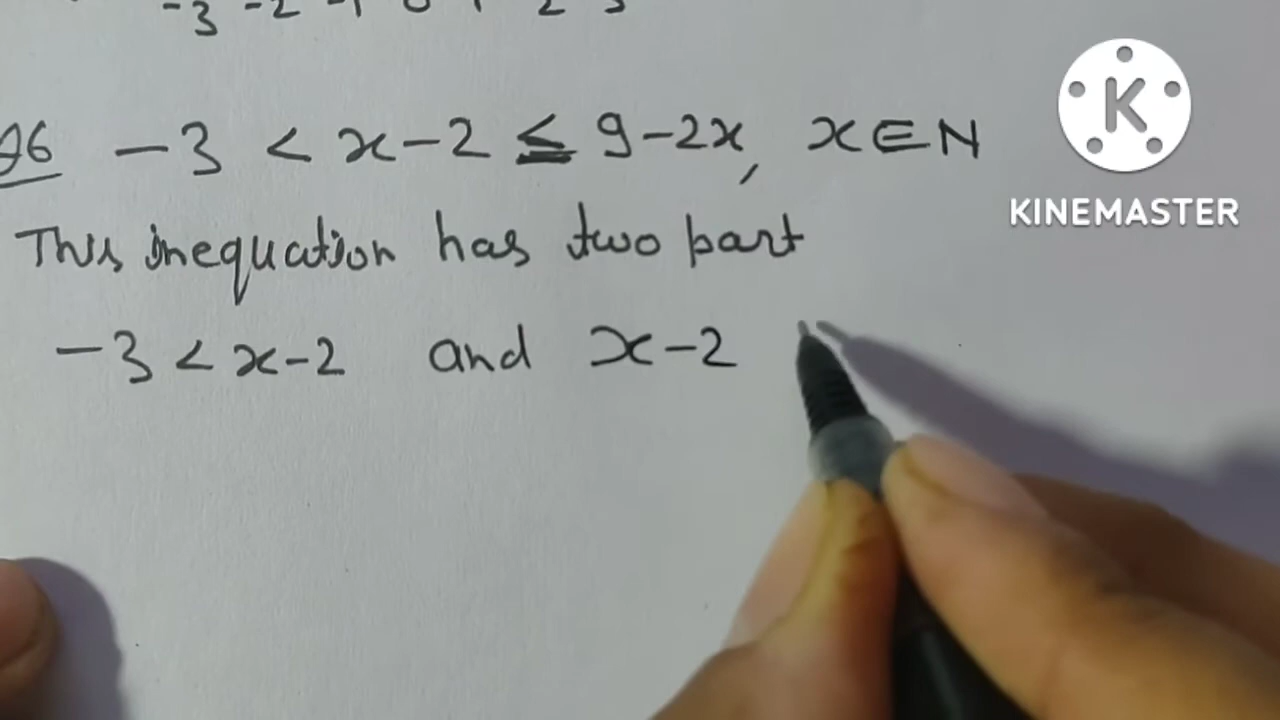 -3 -2 -1 0 1 2 3
Q6 -3 < x-2 ≤ 9-2x, x∈N
This inequation has two part
-3 < x-2 and x-2
K
KINEMASTER